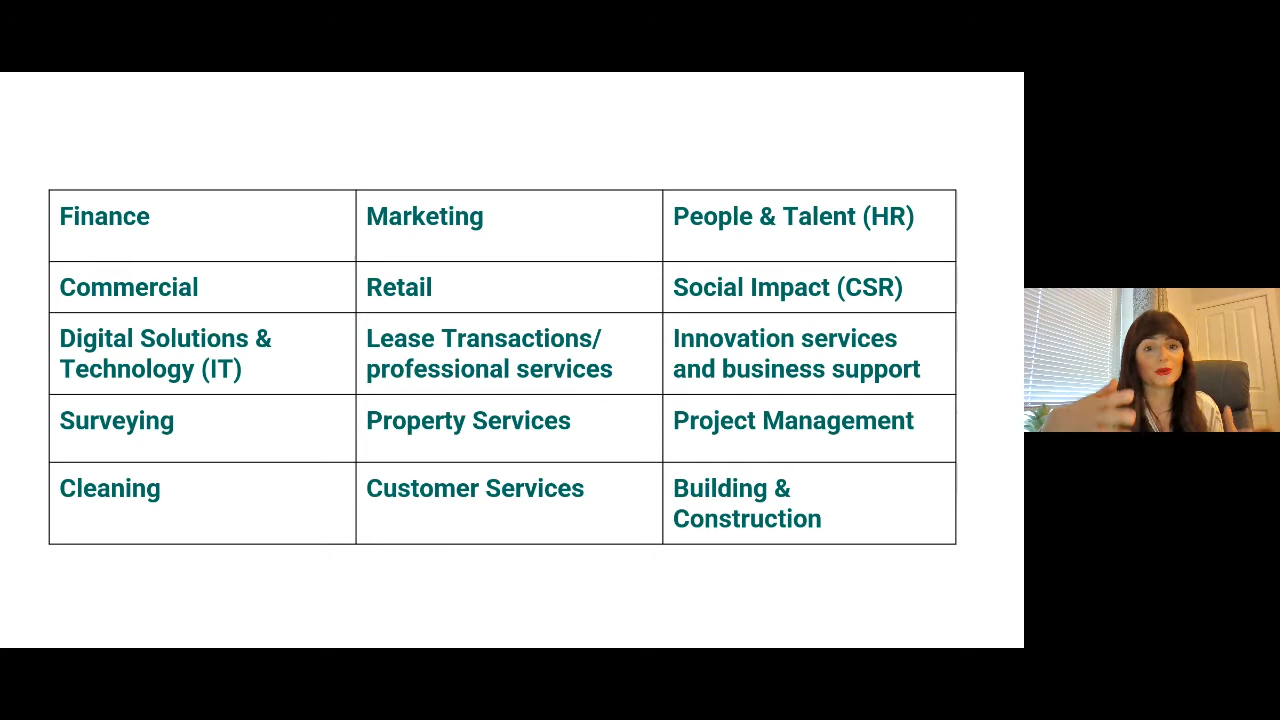 Finance
Marketing
People & Talent (HR)
Commercial
Retail
Social Impact (CSR)
Digital Solutions &
Technology (IT)
Lease Transactions/
professional services
Innovation services
and business support
Surveying
Property Services
Project Management
Cleaning
Customer Services
Building &
Construction